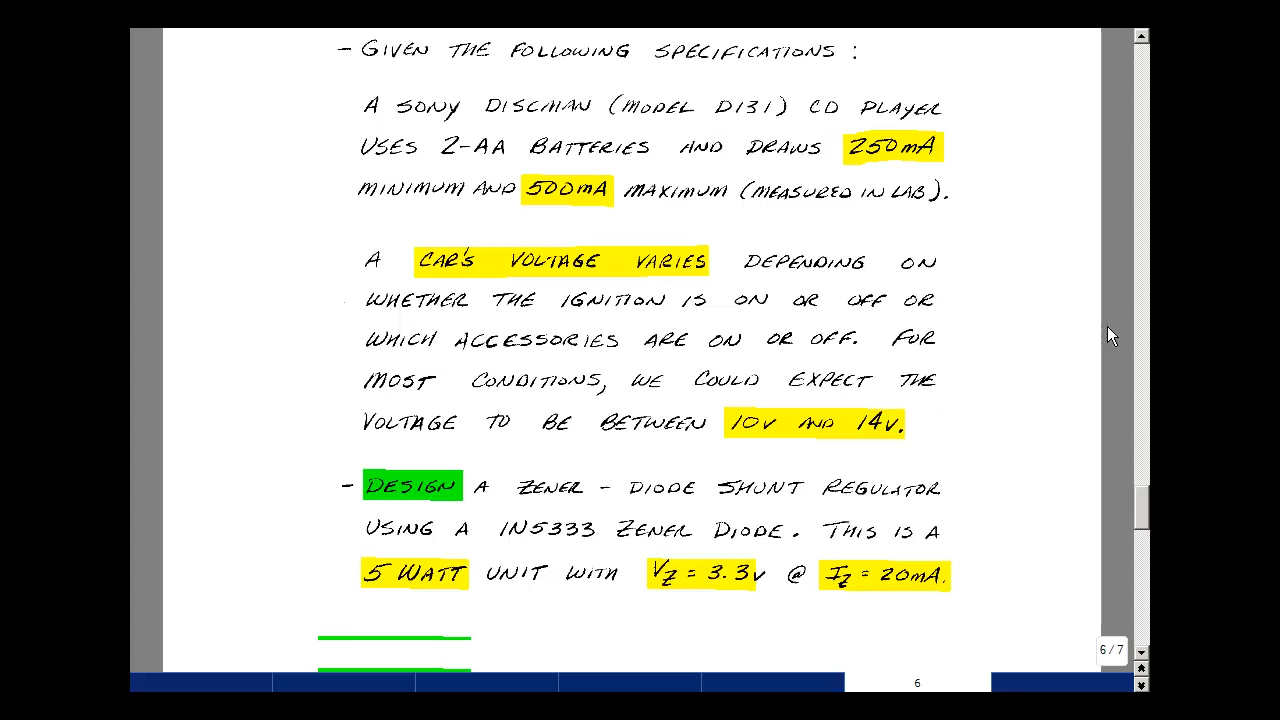 - GIVEN THE FOLLOWING SPECIFICATIONS :
A SONY DISCMAN (MODEL D131) CD PLAYER
USES 2-AA BATTERIES AND DRAWS 250mA
MINIMUM AND 500mA MAXIMUM (MEASURED IN LAB).
A CAR'S VOLTAGE VARIES DEPENDING ON
WHETHER THE IGNITION IS ON OR OFF OR
WHICH ACCESSORIES ARE ON OR OFF. FOR
MOST CONDITIONS, WE COULD EXPECT THE
VOLTAGE TO BE BETWEEN 10V AND 14V.
- DESIGN A ZENER - DIODE SHUNT REGULATOR
USING A 1N5333 ZENER DIODE. THIS IS A
5 WATT UNIT WITH VZ = 3.3V @ IZ = 20mA.
6 / 7
6